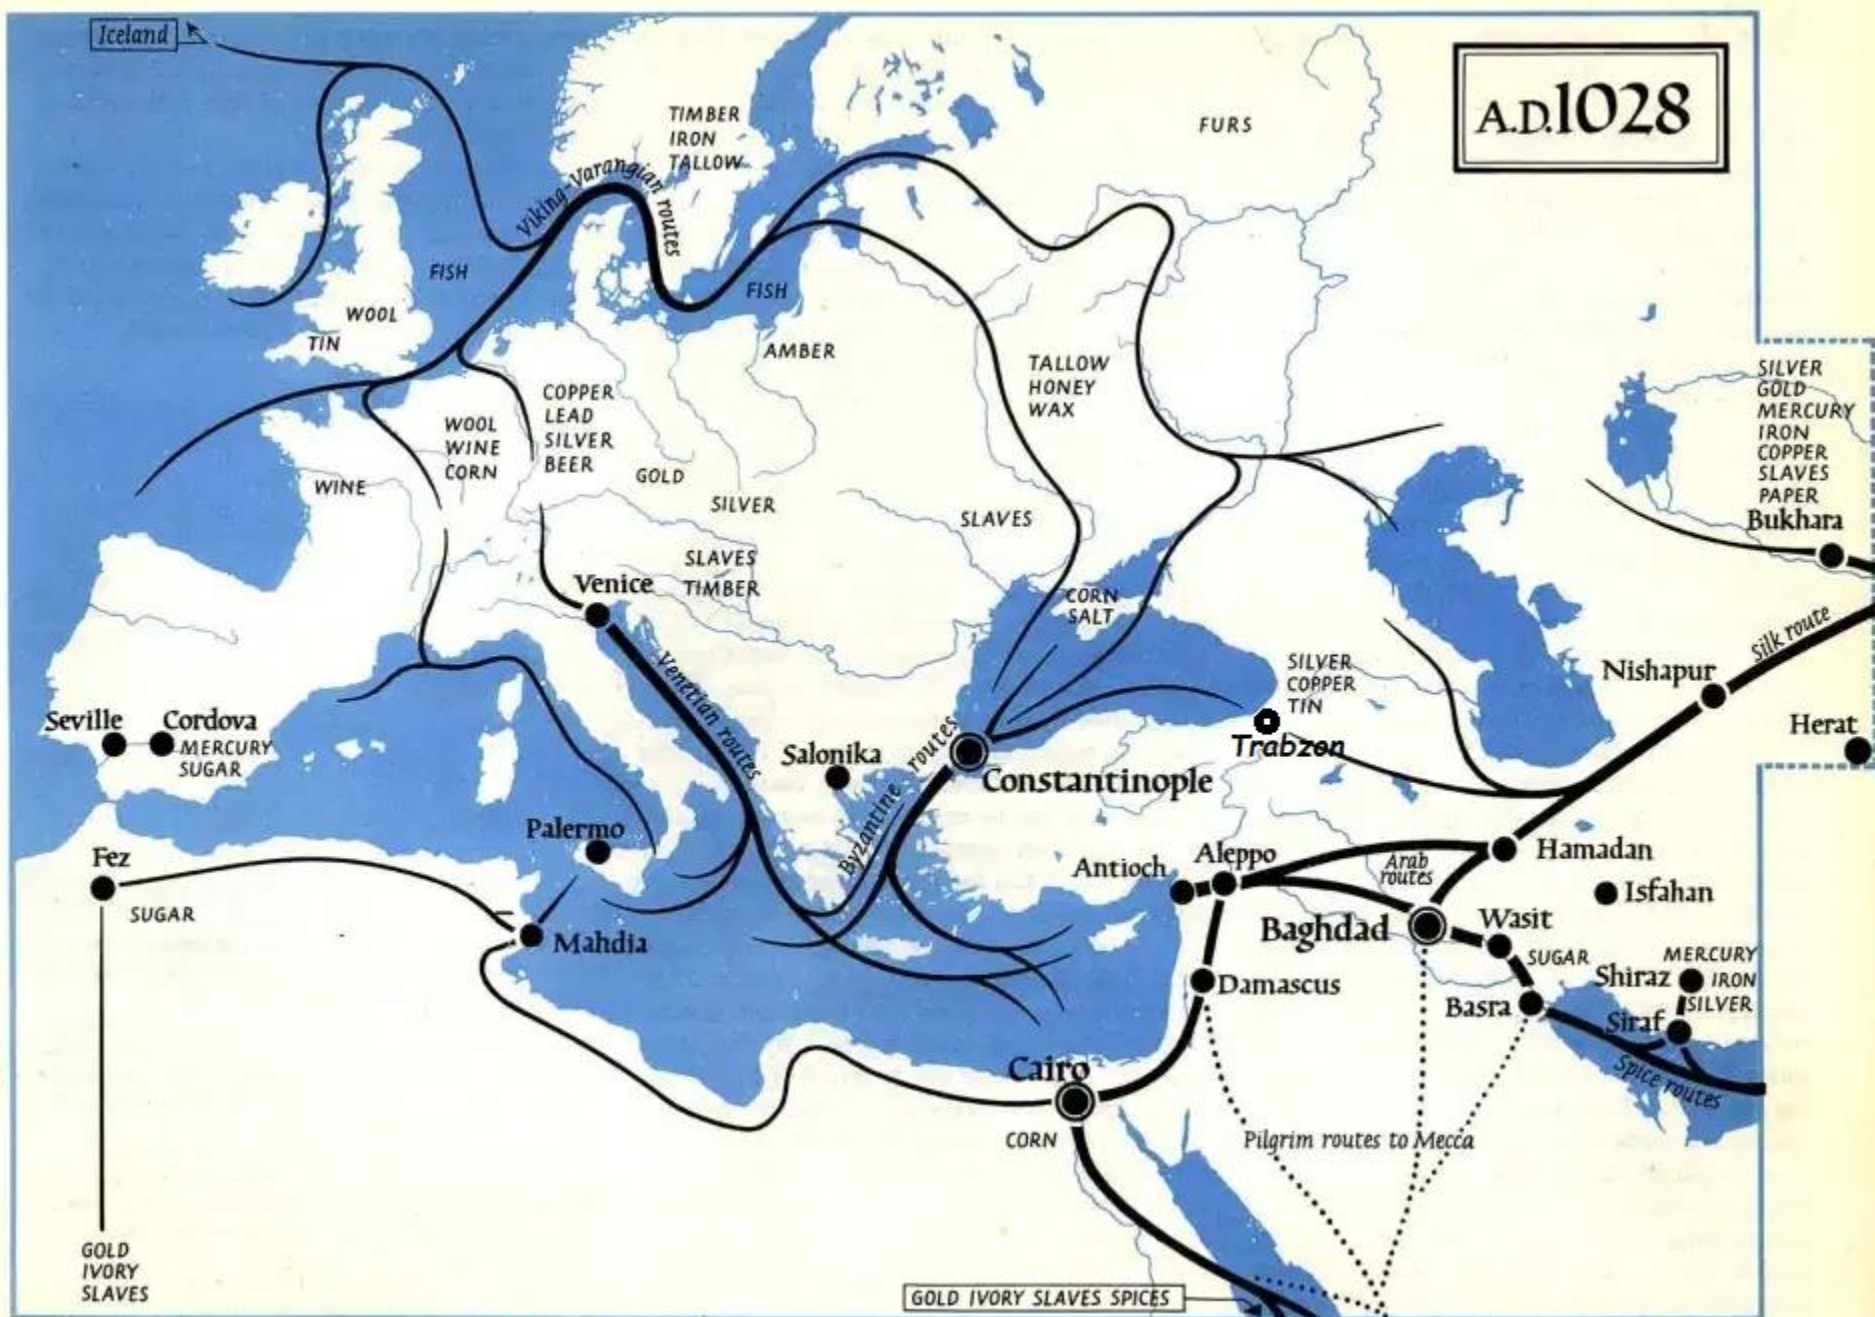 Iceland
A.D.1028
TIMBER
IRON
TALLOW
FURS
Viking-Varangian routes
FISH
FISH
WOOL
TIN
AMBER
TALLOW
HONEY
WAX
COPPER
LEAD
SILVER
BEER
WOOL
WINE
CORN
WINE
GOLD
SILVER
SLAVES
SLAVES
TIMBER
SILVER
GOLD
MERCURY
IRON
COPPER
SLAVES
PAPER
Bukhara
Venice
CORN
SALT
Silk route
Venetian routes
SILVER
COPPER
TIN
Nishapur
Seville
Cordova
MERCURY
SUGAR
Salonika
Byzantine routes
Constantinople
Trabzon
Herat
Palermo
Fez
SUGAR
Mahdia
Antioch
Aleppo
Arab
routes
Hamadan
Isfahan
Baghdad
Wasit
SUGAR
Damascus
Basra
Shiraz
MERCURY
IRON
SILVER
Siraf
Spice routes
Cairo
CORN
Pilgrim routes to Mecca
GOLD
IVORY
SLAVES
GOLD IVORY SLAVES SPICES